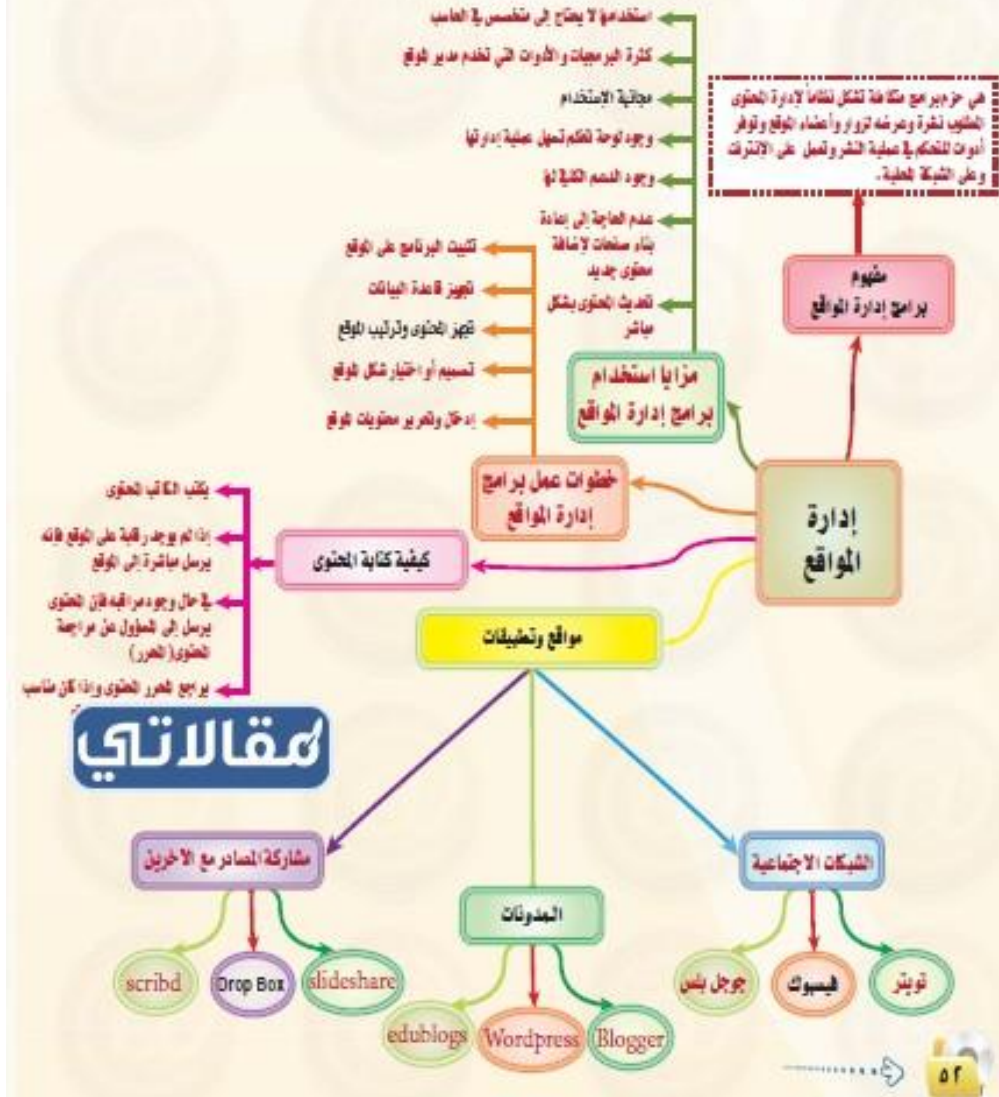 استخدامها لا يحتاج إلى متخصص في الحاسب
كثرة البرمجيات والأدوات التي تخدم مدير الموقع
مجانية الاستخدام
وجود لوحة تحكم تسهل عملية إدارتها
وجود الدعم الكافي لها
عدم الحاجة إلى إعادة
بناء صفحات لإضافة
محتوى جديد
تحديث المحتوى بشكل
مباشر
هي حزم برامج متكاملة تشكل نظاماً لإدارة المحتوى
المطلوب نشرة وعرضه لزوار وأعضاء الموقع وتوفر
أدوات للتحكم في عملية النشر وتعمل على الإنترنت
وعلى الشبكة المحلية.
مفهوم
برامج إدارة المواقع
مزايا استخدام
برامج إدارة المواقع
تثبيت البرنامج على الموقع
تجهيز قاعدة البيانات
تجهز المحتوى وترتيب الموقع
تصميم أو اختيار شكل الموقع
إدخال وتحرير محتويات الموقع
خطوات عمل برامج
إدارة المواقع
إدارة
المواقع
يكتب الكاتب المحتوى
إذا لم يوجد رقابة على الموقع فإنه
يرسل مباشرة إلى الموقع
في حال وجود مراقبه فإن المحتوى
يرسل إلى المسؤول عن مراجعة
المحتوى (المحرر)
يراجع المحرر المحتوى وإذا كان مناسب
كيفية كتابة المحتوى
مواقع وتطبيقات
مقالاتي
الشبكات الاجتماعية
تويتر
فيسبوك
جوجل بلس
المدونات
Blogger
Wordpress
edublogs
مشاركة المصادر مع الآخرين
slideshare
Drop Box
scribd
٥٢